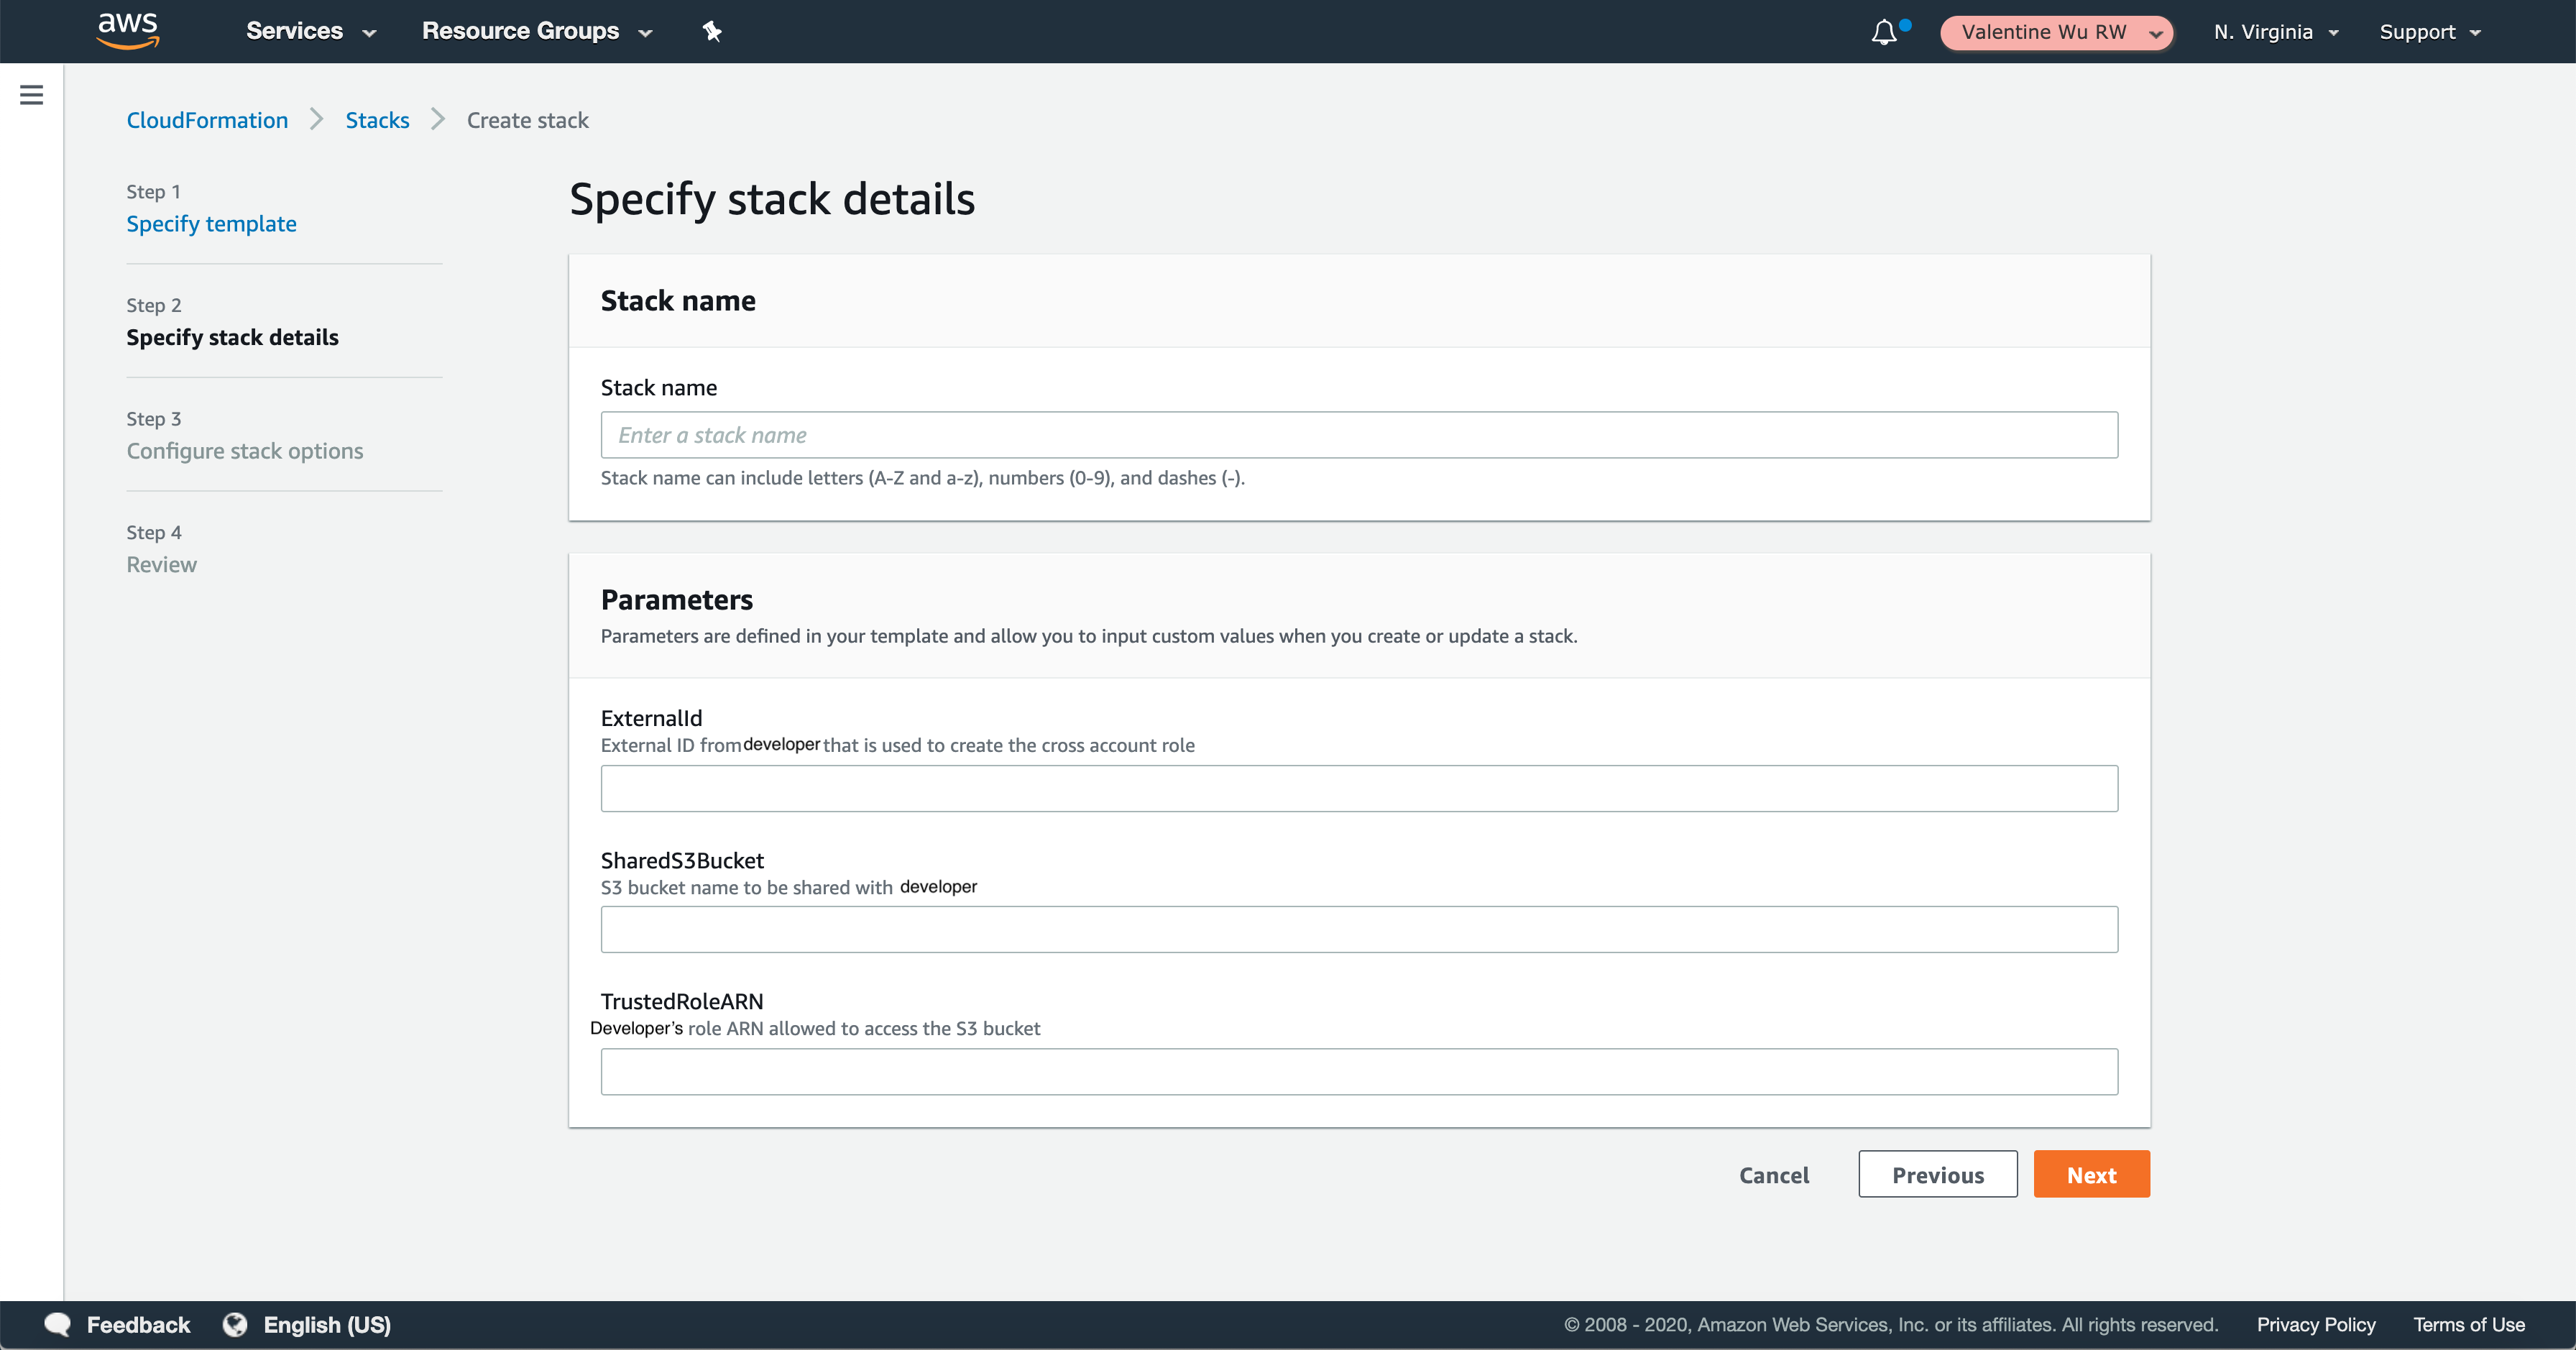 aws Services Resource Groups Valentine Wu RW N. Virginia Support
CloudFormation Stacks Create stack
Step 1
Specify template
Step 2
Specify stack details
Step 3
Configure stack options
Step 4
Review
Specify stack details
Stack name
Stack name
Enter a stack name
Stack name can include letters (A-Z and a-z), numbers (0-9), and dashes (-).
Parameters
Parameters are defined in your template and allow you to input custom values when you create or update a stack.
ExternalId
External ID from developer that is used to create the cross account role
SharedS3Bucket
S3 bucket name to be shared with developer
TrustedRoleARN
Developer’s role ARN allowed to access the S3 bucket
Cancel Previous Next
Feedback English (US) © 2008 - 2020, Amazon Web Services, Inc. or its affiliates. All rights reserved. Privacy Policy Terms of Use